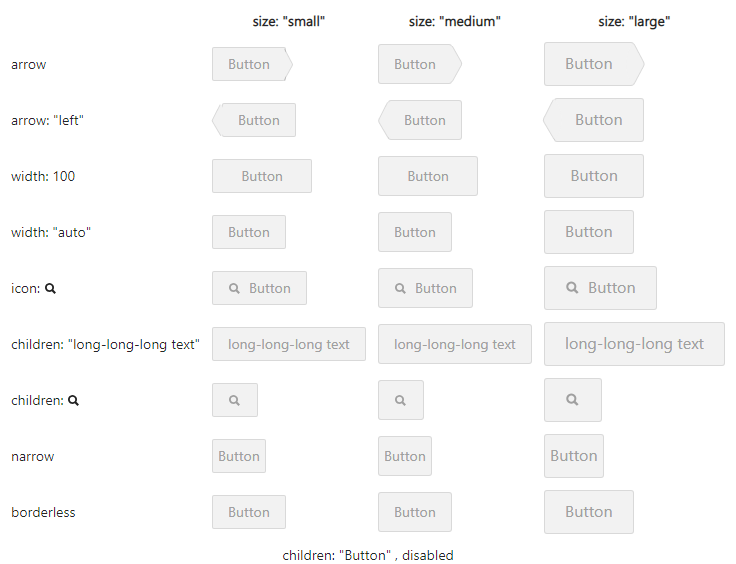 size: "small" size: "medium" size: "large"
arrow Button Button Button
arrow: "left" Button Button Button
width: 100 Button Button Button
width: "auto" Button Button Button
icon: Button Button Button
children: "long-long-long text" long-long-long text long-long-long text long-long-long text
children:
narrow Button Button Button
borderless Button Button Button
children: "Button" , disabled